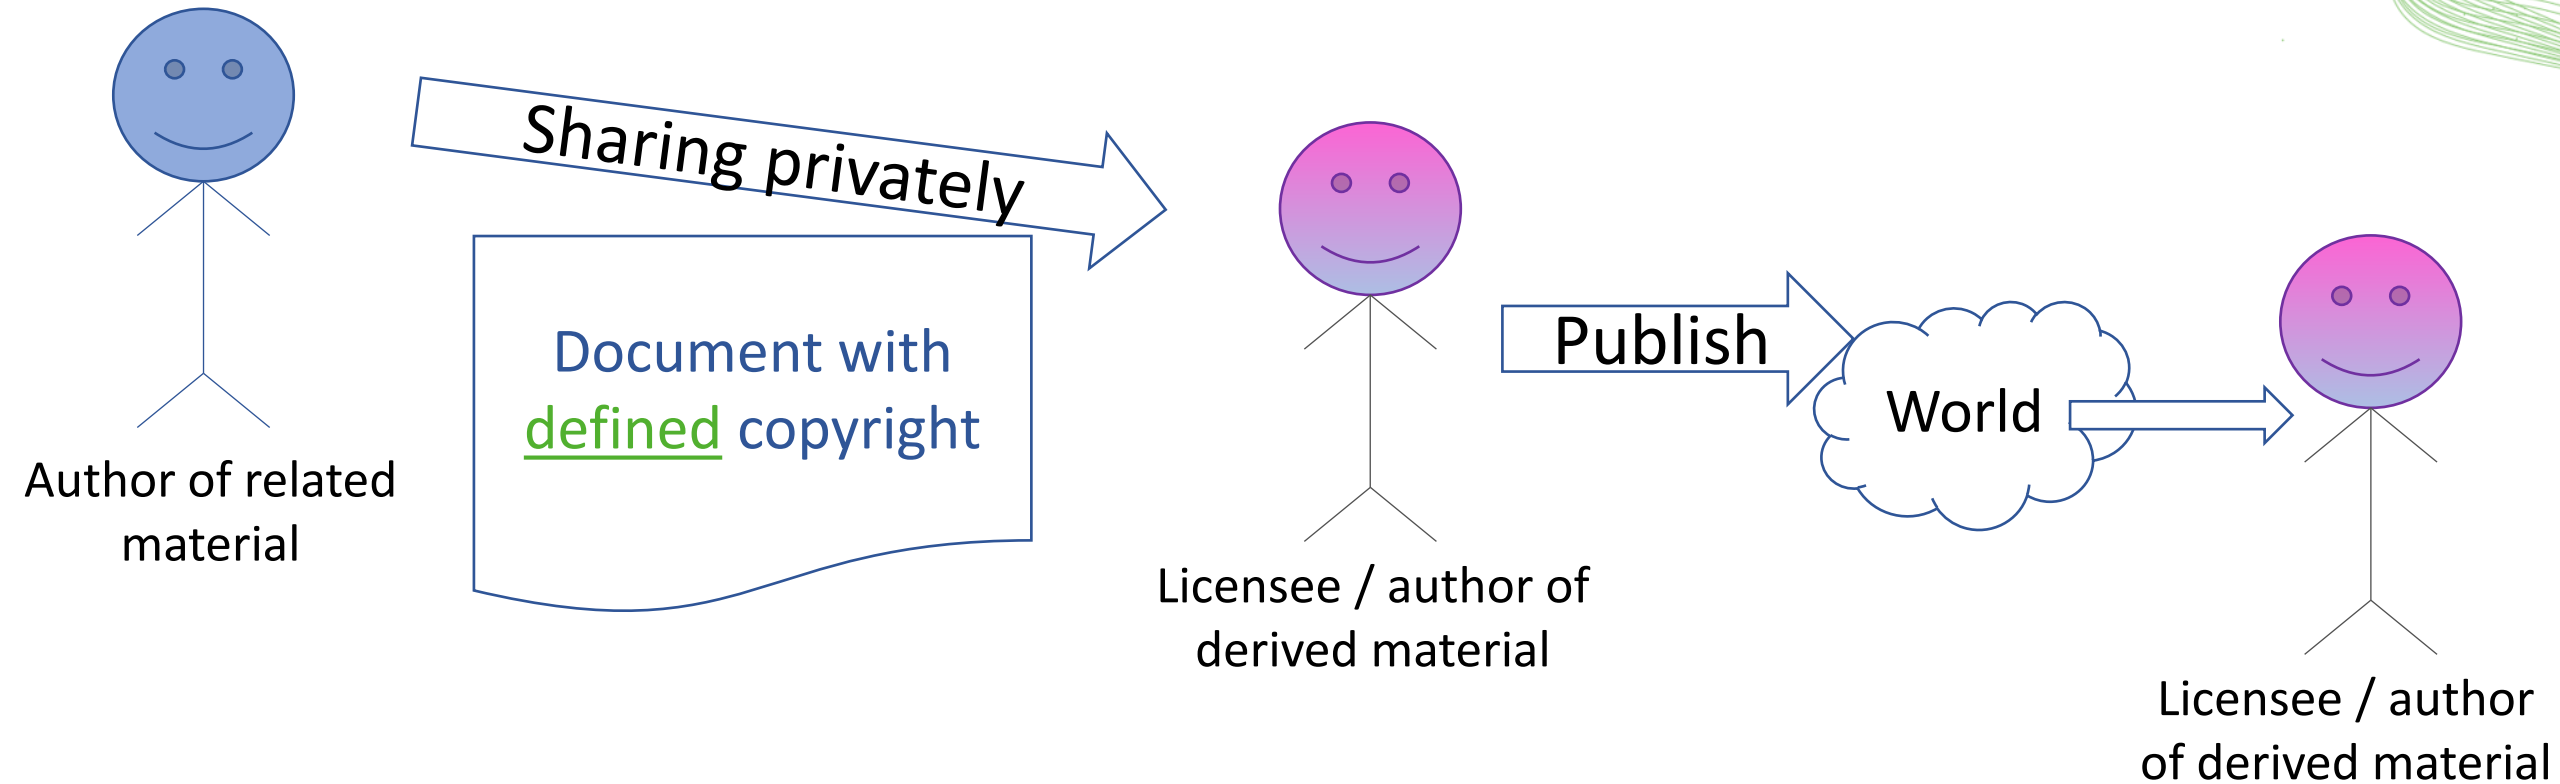 Sharing privately
Document with
defined copyright
Author of related
material
Publish
World
Licensee / author of
derived material
Licensee / author
of derived material